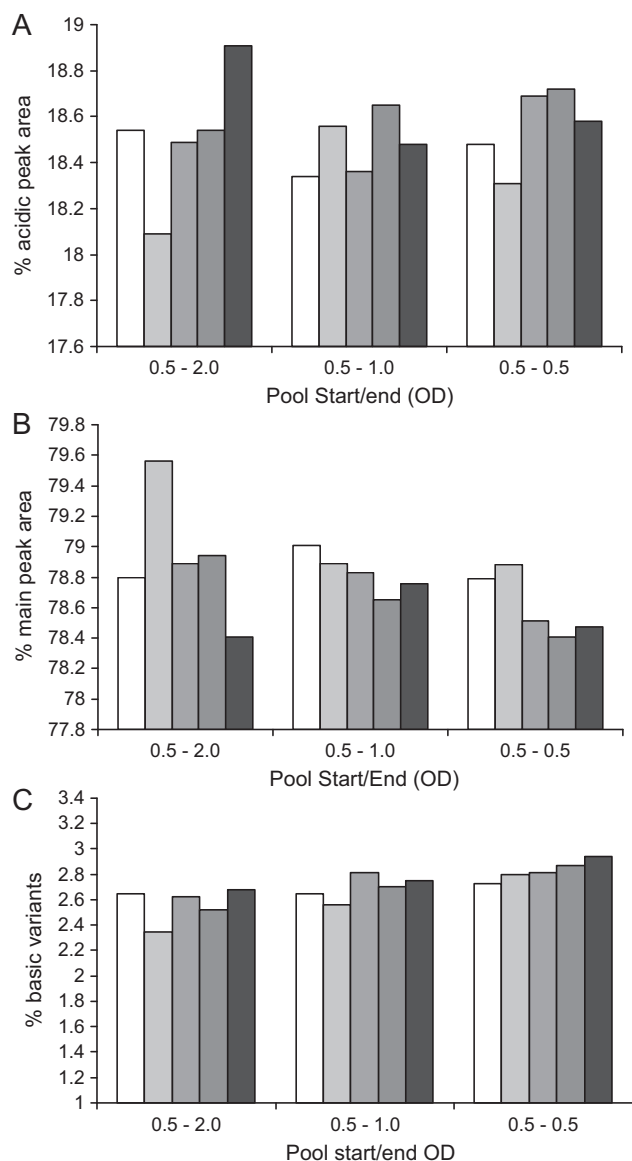 A
19
18.8
18.6
18.4
18.2
18
17.8
17.6
% acidic peak area
0.5 - 2.0
0.5 - 1.0
0.5 - 0.5
Pool Start/end (OD)
B
79.8
79.6
79.4
79.2
79
78.8
78.6
78.4
78.2
78
77.8
% main peak area
0.5 - 2.0
0.5 - 1.0
0.5 - 0.5
Pool Start/End (OD)
C
3.4
3.2
3
2.8
2.6
2.4
2.2
2
1.8
1.6
1.4
1.2
1
% basic variants
0.5 - 2.0
0.5 - 1.0
0.5 - 0.5
Pool start/end OD